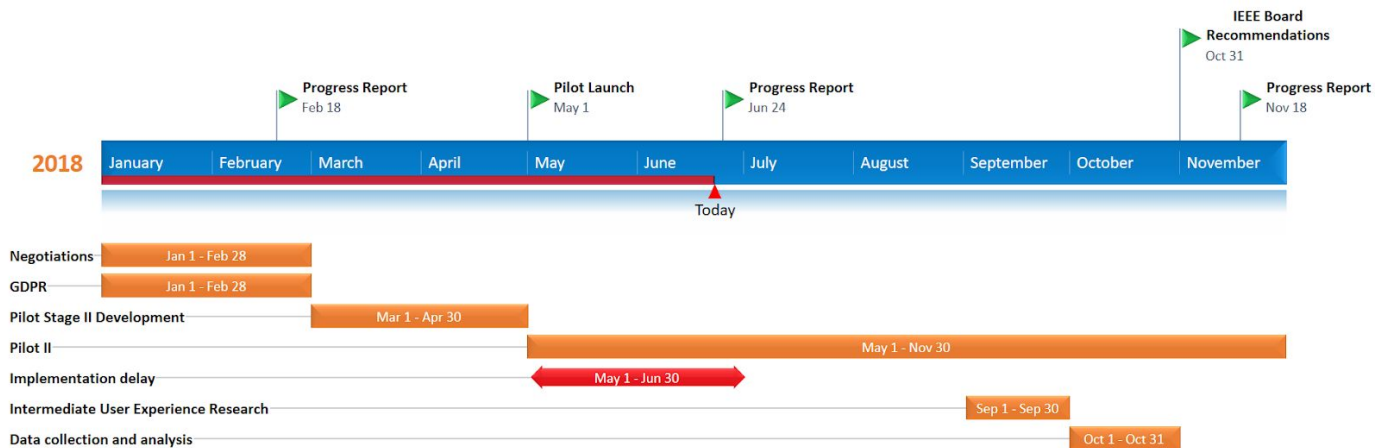 IEEE Board
Recommendations
Oct 31
Progress Report
Feb 18
Pilot Launch
May 1
Progress Report
Jun 24
Progress Report
Nov 18
2018 January February March April May June July August September October November
Today
Negotiations Jan 1 - Feb 28
GDPR Jan 1 - Feb 28
Pilot Stage II Development Mar 1 - Apr 30
Pilot II May 1 - Nov 30
Implementation delay May 1 - Jun 30
Intermediate User Experience Research Sep 1 - Sep 30
Data collection and analysis Oct 1 - Oct 31